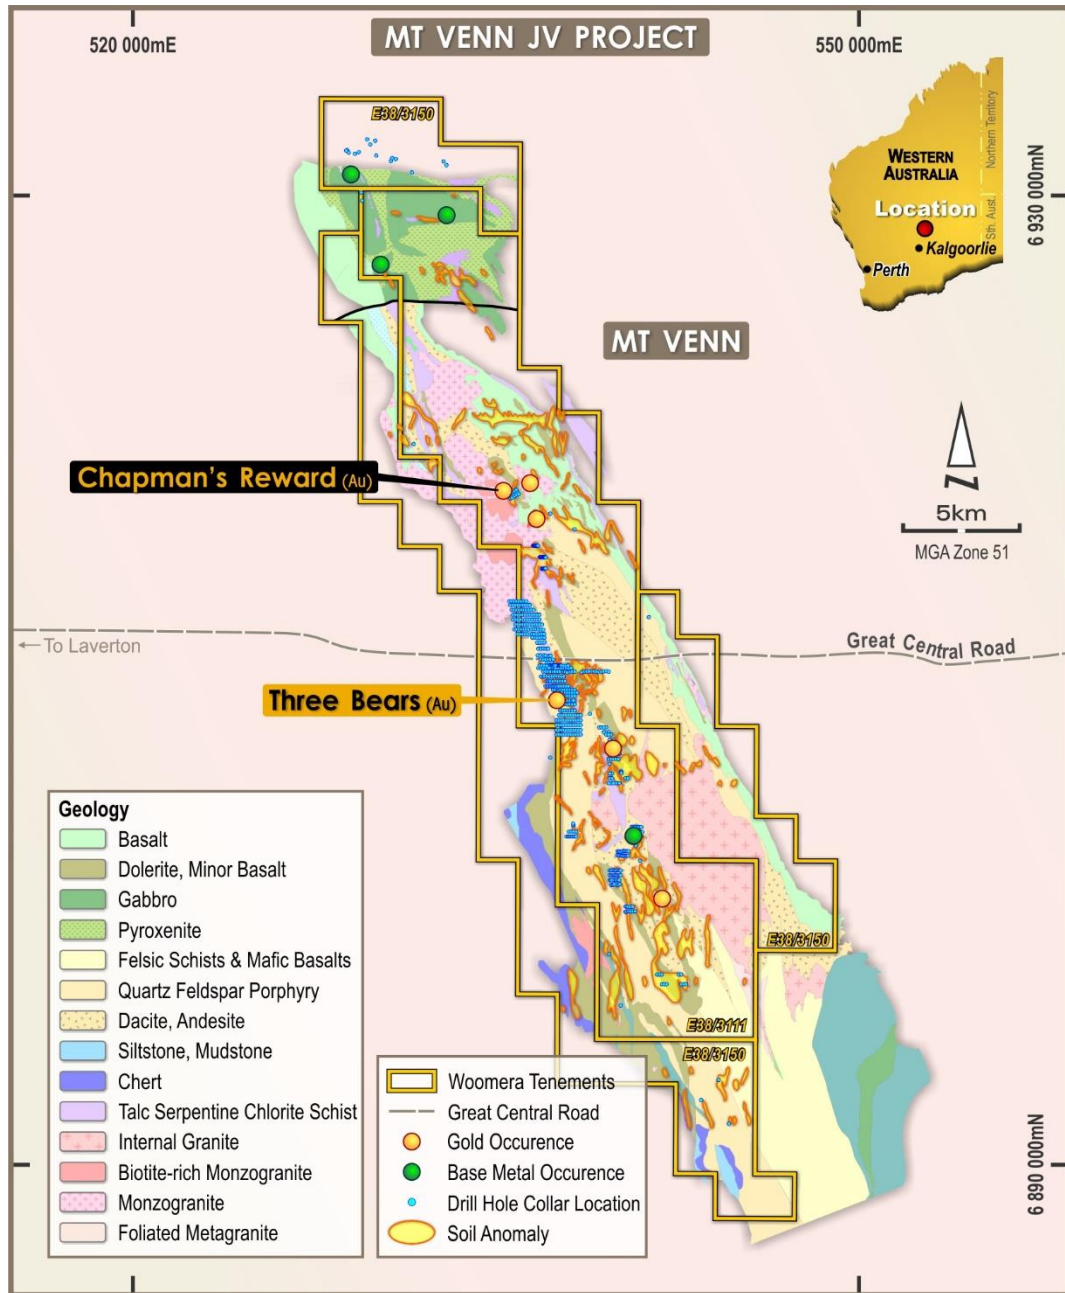 520 000mE
MT VENN JV PROJECT
550 000mE
E38/3150
WESTERN
AUSTRALIA
Northern Territory
Sth. Aust.
Location
Kalgoorlie
Perth
6 930 000mN
MT VENN
Chapman's Reward (Au)
N
5km
MGA Zone 51
← To Laverton
Great Central Road
Three Bears (Au)
E38/3150
E38/3111
E38/3150
Geology
Basalt
Dolerite, Minor Basalt
Gabbro
Pyroxenite
Felsic Schists & Mafic Basalts
Quartz Feldspar Porphyry
Dacite, Andesite
Siltstone, Mudstone
Chert
Talc Serpentine Chlorite Schist
Internal Granite
Biotite-rich Monzogranite
Monzogranite
Foliated Metagranite
Woomera Tenements
Great Central Road
Gold Occurence
Base Metal Occurence
Drill Hole Collar Location
Soil Anomaly
6 890 000mN